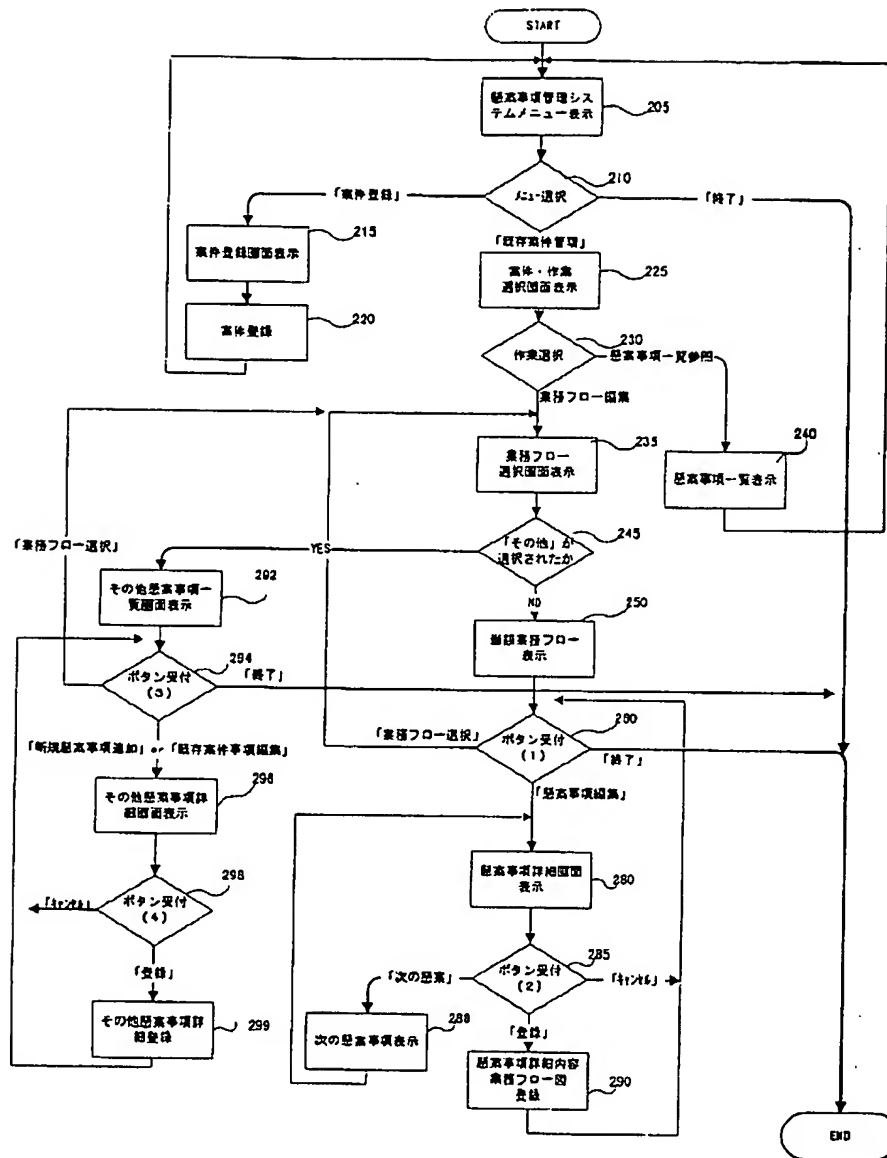 START
懸案事項管理シス
テムメニュー表示
205
210
メニュー選択
「案件登録」
「終了」
215
案件登録画面表示
「既存案件管理」
案件・作業
選択画面表示
225
220
案件登録
230
作業選択
懸案事項一覧参照
業務フロー編集
235
業務フロー
選択画面表示
240
懸案事項一覧表示
「業務フロー選択」
245
「その他」が
選択されたか
YES
その他懸案事項一
覧画面表示
292
NO
250
当該業務フロー
表示
294
ボタン受付
(3)
「終了」
260
「業務フロー選択」
ボタン受付
(1)
「終了」
「新規懸案事項追加」or「既存案件事項編集」
296
その他懸案事項詳
細画面表示
「懸案事項編集」
懸案事項詳細画面
表示
280
298
「キャンセル」
ボタン受付
(4)
285
「次の懸案」
ボタン受付
(2)
「キャンセル」
「登録」
288
次の懸案事項表示
「登録」
その他懸案事項詳
細登録
299
懸案事項詳細内容
業務フロー図
登録
290
END